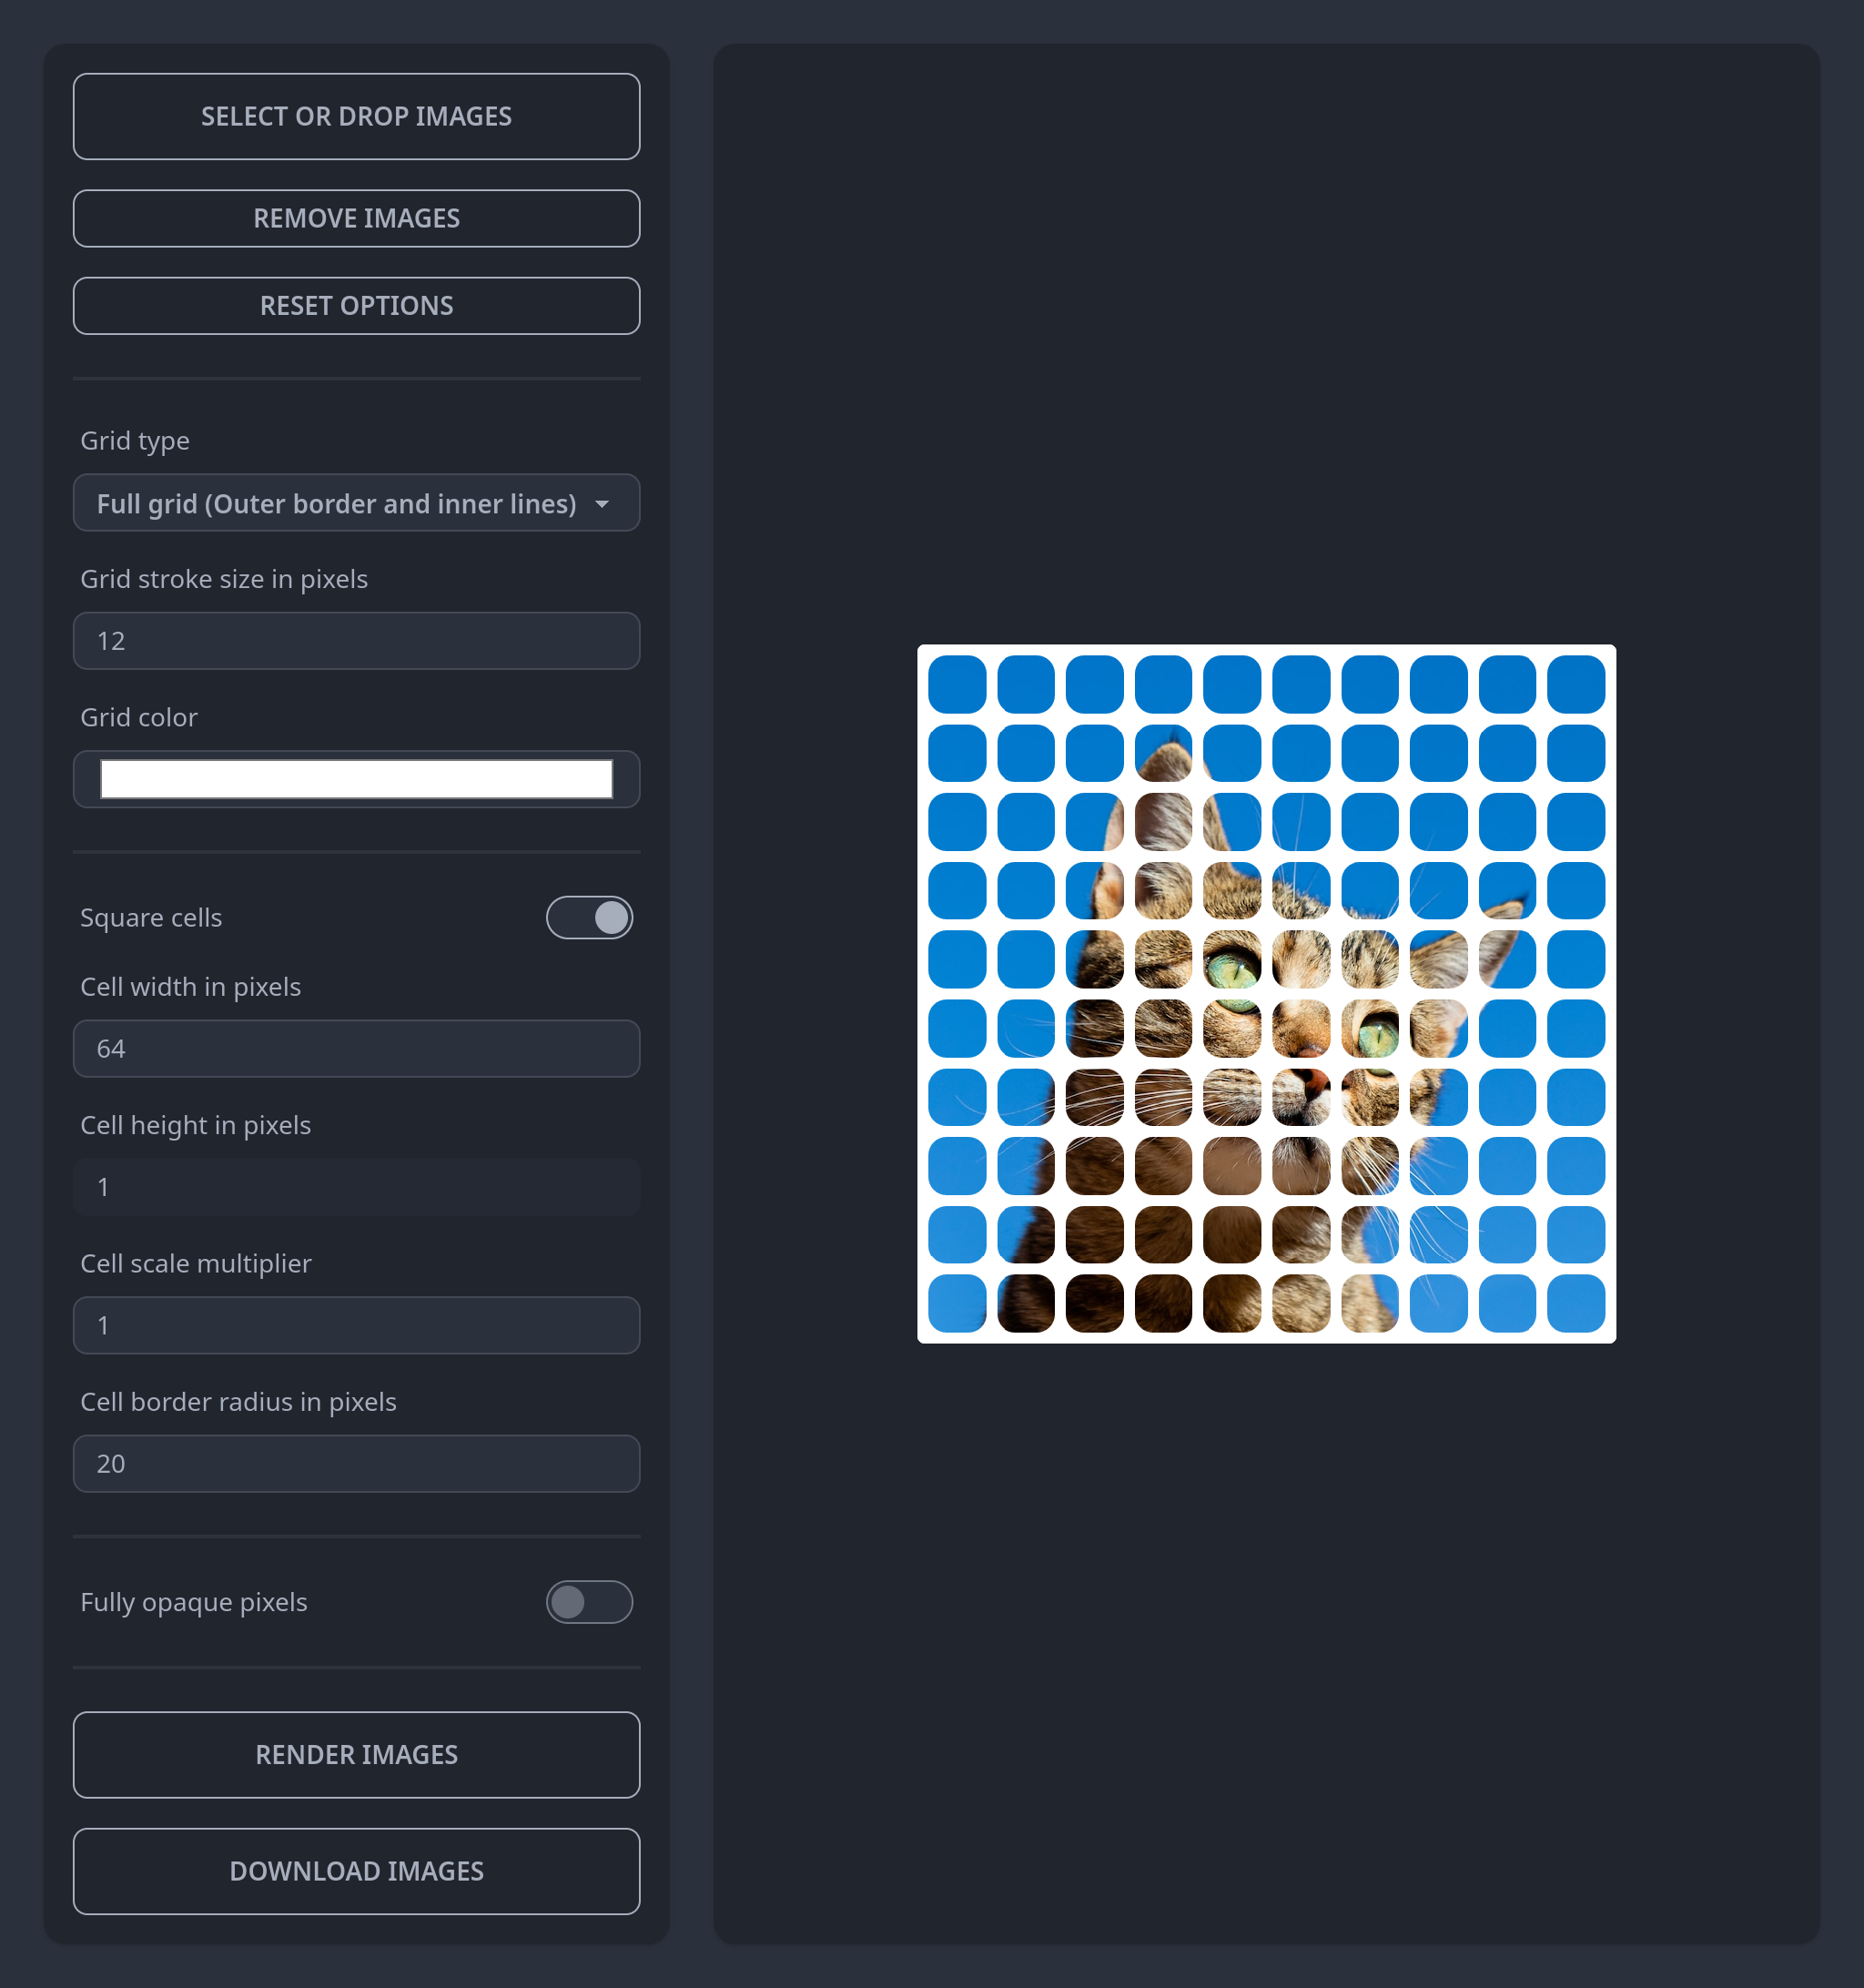 SELECT OR DROP IMAGES
REMOVE IMAGES
RESET OPTIONS
Grid type
Full grid (Outer border and inner lines)
Grid stroke size in pixels
12
Grid color
Square cells
Cell width in pixels
64
Cell height in pixels
1
Cell scale multiplier
1
Cell border radius in pixels
20
Fully opaque pixels
RENDER IMAGES
DOWNLOAD IMAGES